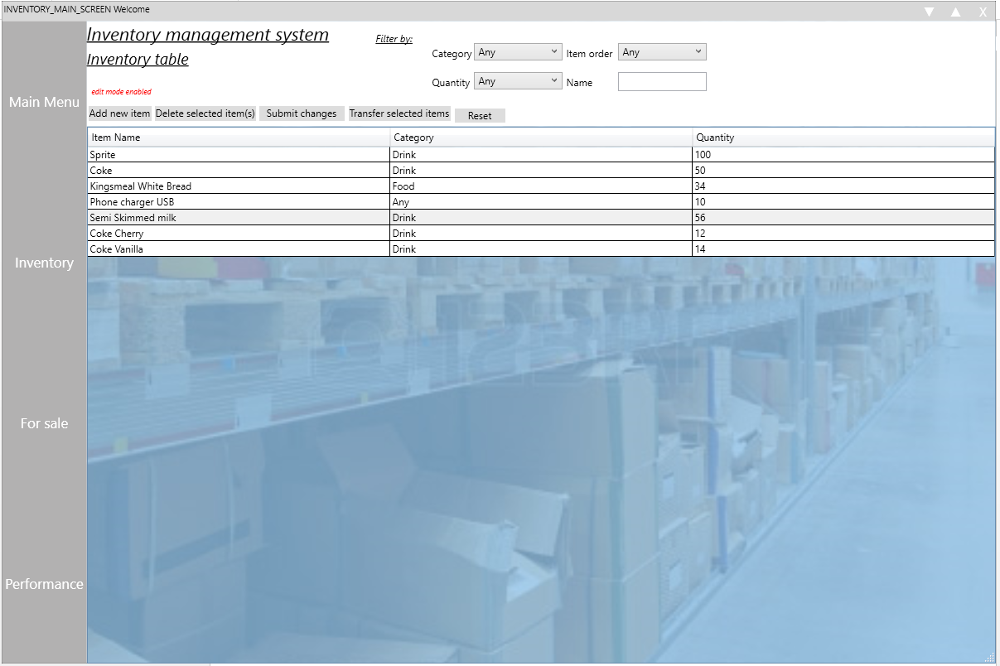 INVENTORY_MAIN_SCREEN Welcome
X
Inventory management system
Inventory table
Filter by:
Category Any Item order Any
Quantity Any Name
edit mode enabled
Add new item Delete selected item(s) Submit changes Transfer selected items Reset
Main Menu
Inventory
For sale
Performance
Item Name Category Quantity
Sprite Drink 100
Coke Drink 50
Kingsmeal White Bread Food 34
Phone charger USB Any 10
Semi Skimmed milk Drink 56
Coke Cherry Drink 12
Coke Vanilla Drink 14
123RF